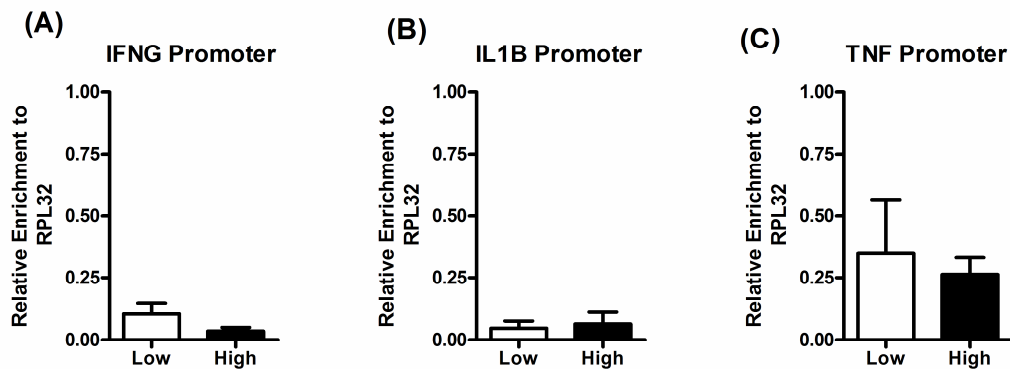 (A)
IFNG Promoter
Relative Enrichment to
RPL32
1.00
0.75
0.50
0.25
0.00
Low High
(B)
IL1B Promoter
Relative Enrichment to
RPL32
1.00
0.75
0.50
0.25
0.00
Low High
(C)
TNF Promoter
Relative Enrichment to
RPL32
1.00
0.75
0.50
0.25
0.00
Low High